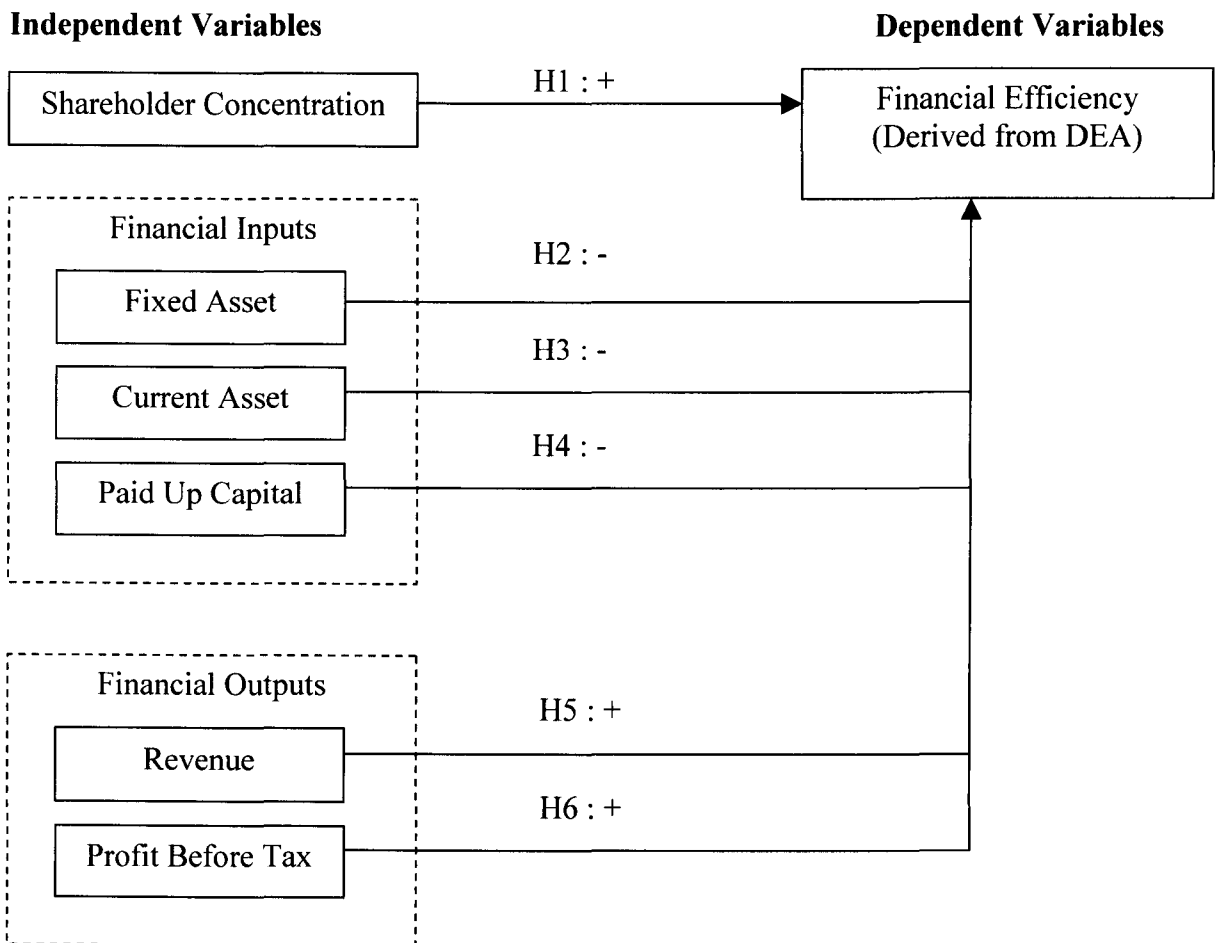 Independent Variables
Dependent Variables
Shareholder Concentration
H1 : +
Financial Efficiency
(Derived from DEA)
Financial Inputs
H2 : -
Fixed Asset
H3 : -
Current Asset
H4 : -
Paid Up Capital
Financial Outputs
H5 : +
Revenue
H6 : +
Profit Before Tax